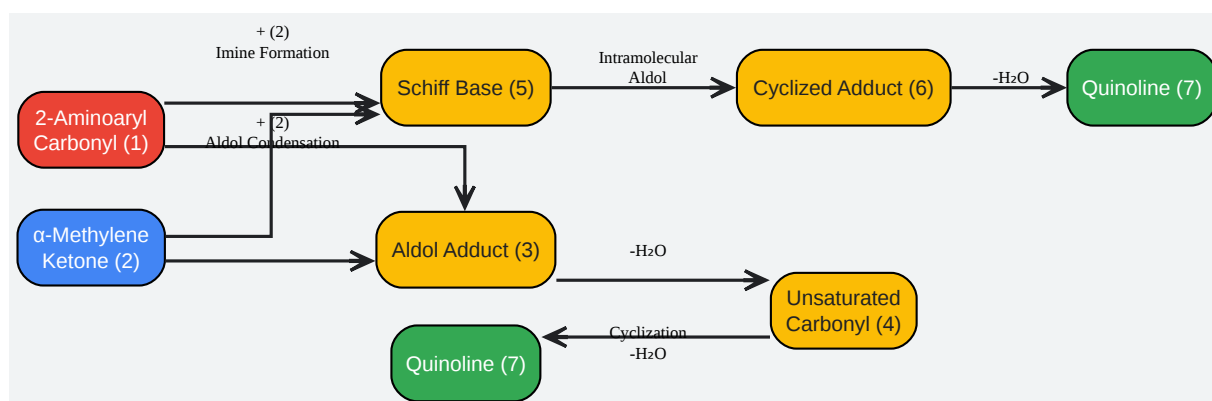 + (2)
Imine Formation
Schiff Base (5)
Intramolecular
Aldol
Cyclized Adduct (6)
-H₂O
Quinoline (7)
2-Aminoaryl
Carbonyl (1)
+ (2)
Aldol Condensation
α-Methylene
Ketone (2)
Aldol Adduct (3)
-H₂O
Unsaturated
Carbonyl (4)
Cyclization
-H₂O
Quinoline (7)